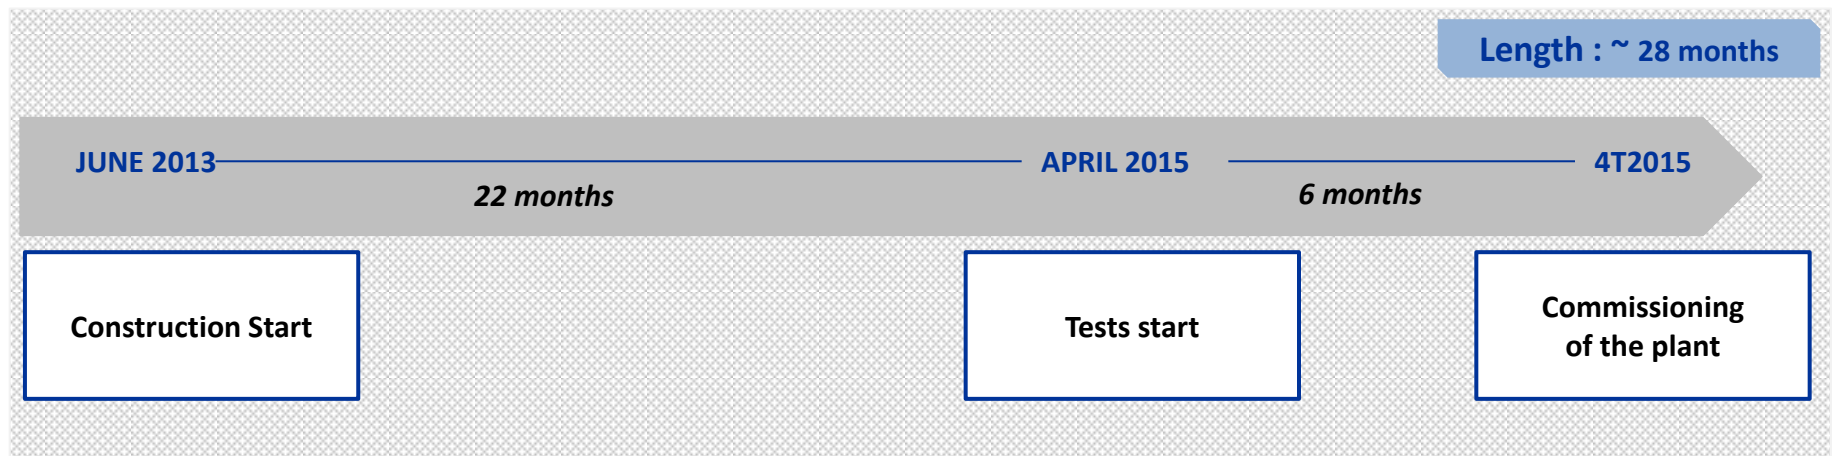 Length : ~ 28 months
JUNE 2013
APRIL 2015
4T2015
22 months
6 months
Construction Start
Tests start
Commissioning
of the plant